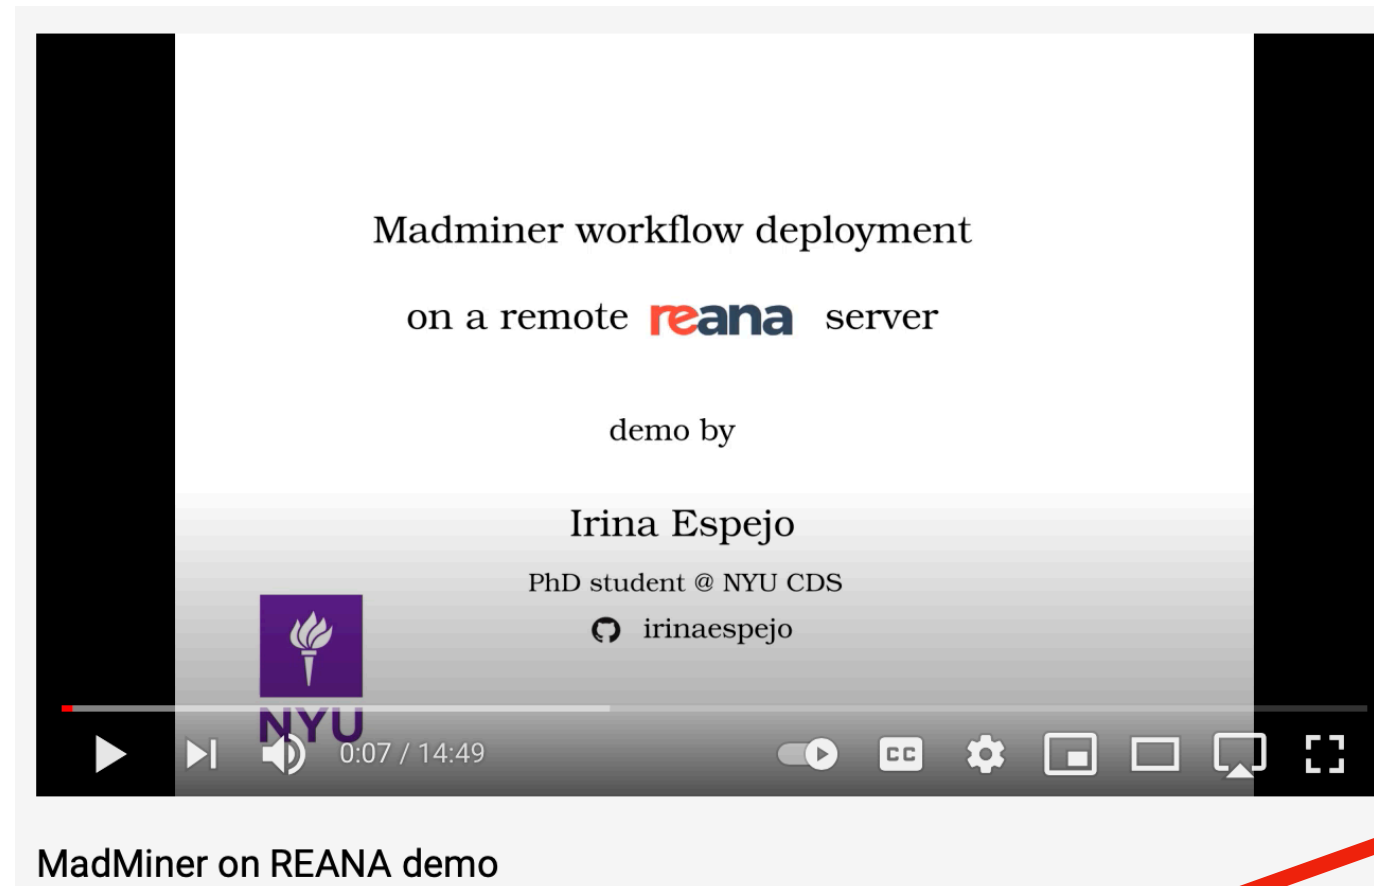 Madminer workflow deployment
on a remote reana server
demo by
Irina Espejo
PhD student @ NYU CDS
irinaespejo
NYU
0:07 / 14:49
CC
MadMiner on REANA demo